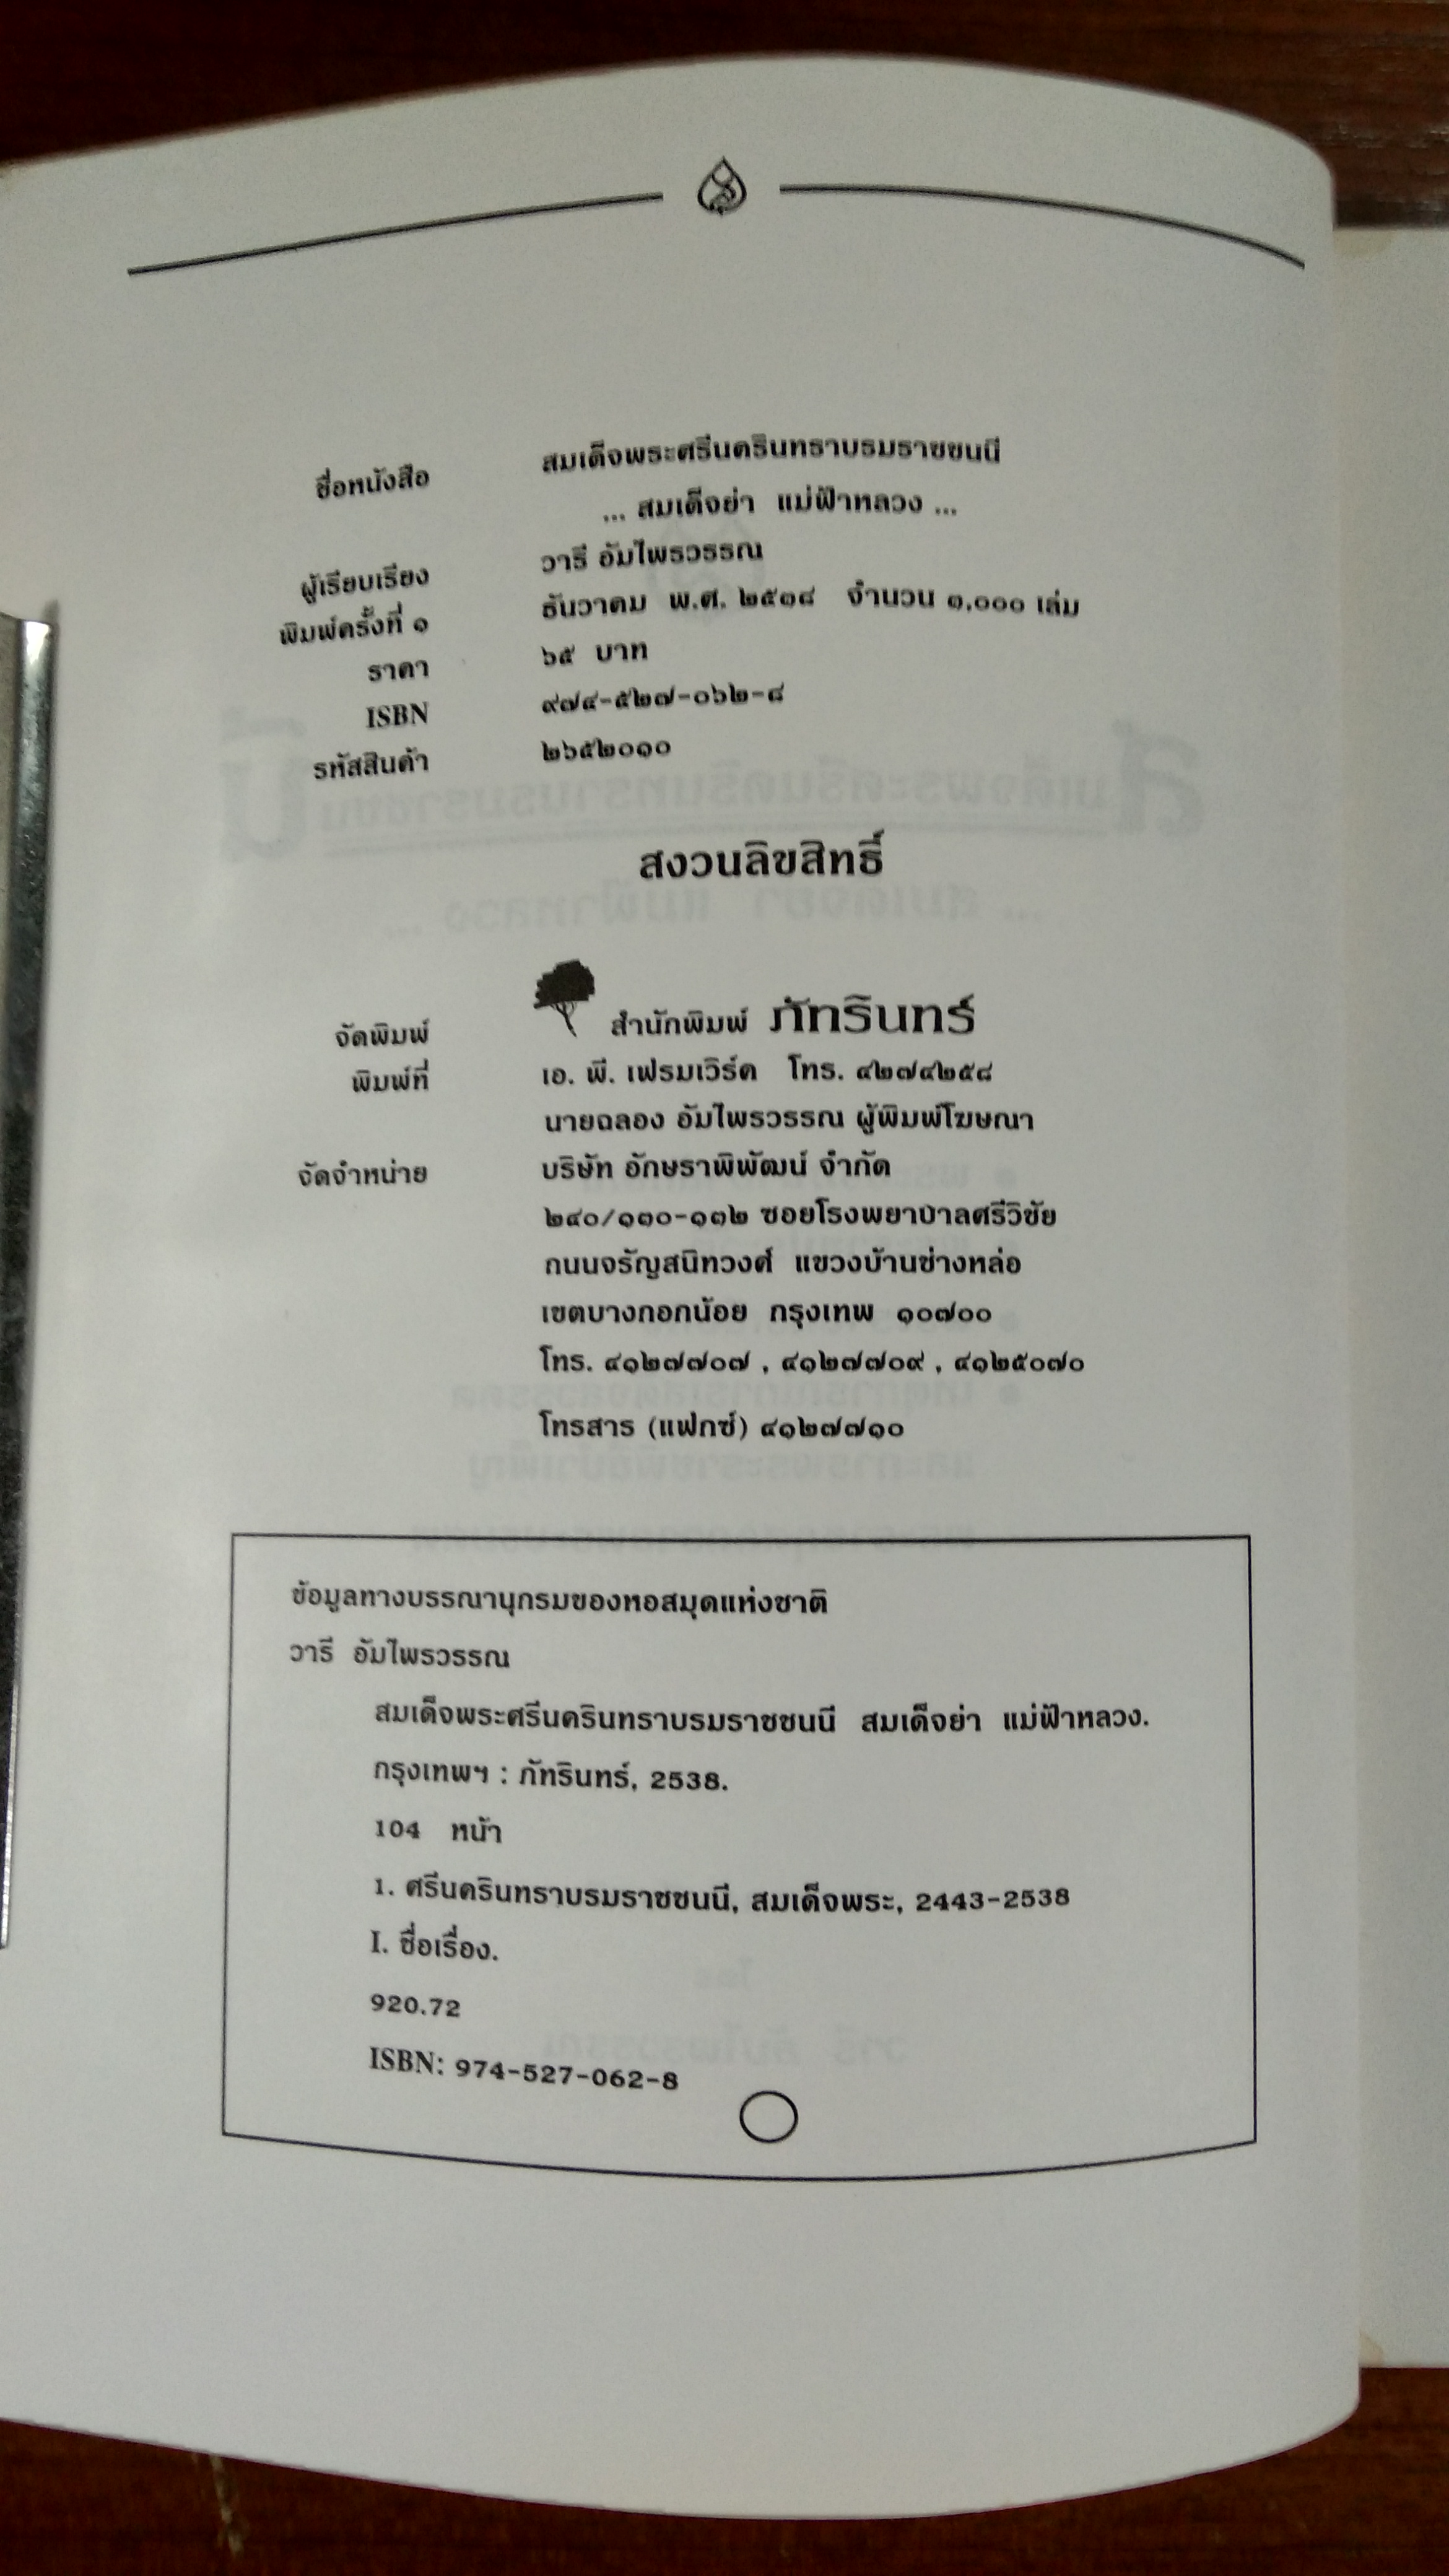 ชื่อหนังสือ สมเด็จพระศรีนครินทราบรมราชชนนี
... สมเด็จย่า แม่ฟ้าหลวง ...
ผู้เรียบเรียง วารี อัมไพรวรรณ
พิมพ์ครั้งที่ ๑ ธันวาคม พ.ศ. ๒๕๓๘ จำนวน ๑,๐๐๐ เล่ม
ราคา ๖๕ บาท
ISBN ๙๗๔-๕๒๗-๐๖๒-๘
รหัสสินค้า ๒๖๕๒๐๑๐
สงวนลิขสิทธิ์
จัดพิมพ์ สำนักพิมพ์ ภัทรินทร์
พิมพ์ที่ เอ. พี. เฟรมเวิร์ค โทร. ๔๒๗๔๒๕๘
นายฉลอง อัมไพรวรรณ ผู้พิมพ์โฆษณา
จัดจำหน่าย บริษัท อักษราพิพัฒน์ จำกัด
๒๔๐/๑๓๐-๑๓๒ ซอยโรงพยาบาลศรีวิชัย
ถนนจรัญสนิทวงศ์ แขวงบ้านช่างหล่อ
เขตบางกอกน้อย กรุงเทพ ๑๐๗๐๐
โทร. ๔๑๒๗๗๐๗ , ๔๑๒๗๗๐๙ , ๔๑๒๕๐๗๐
โทรสาร (แฟกซ์) ๔๑๒๗๗๑๐
ข้อมูลทางบรรณานุกรมของหอสมุดแห่งชาติ
วารี อัมไพรวรรณ
สมเด็จพระศรีนครินทราบรมราชชนนี สมเด็จย่า แม่ฟ้าหลวง.
กรุงเทพฯ : ภัทรินทร์, 2538.
104 หน้า
1. ศรีนครินทราบรมราชชนนี, สมเด็จพระ, 2443-2538
I. ชื่อเรื่อง.
920.72
ISBN: 974-527-062-8